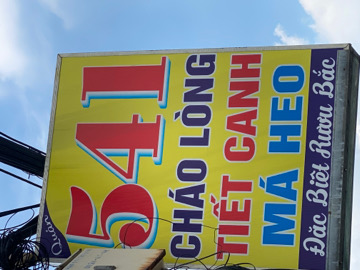 Quán
541
CHÁO LÒNG
TIẾT CANH
MÁ HEO
Đặc Biệt Rượu Bắc